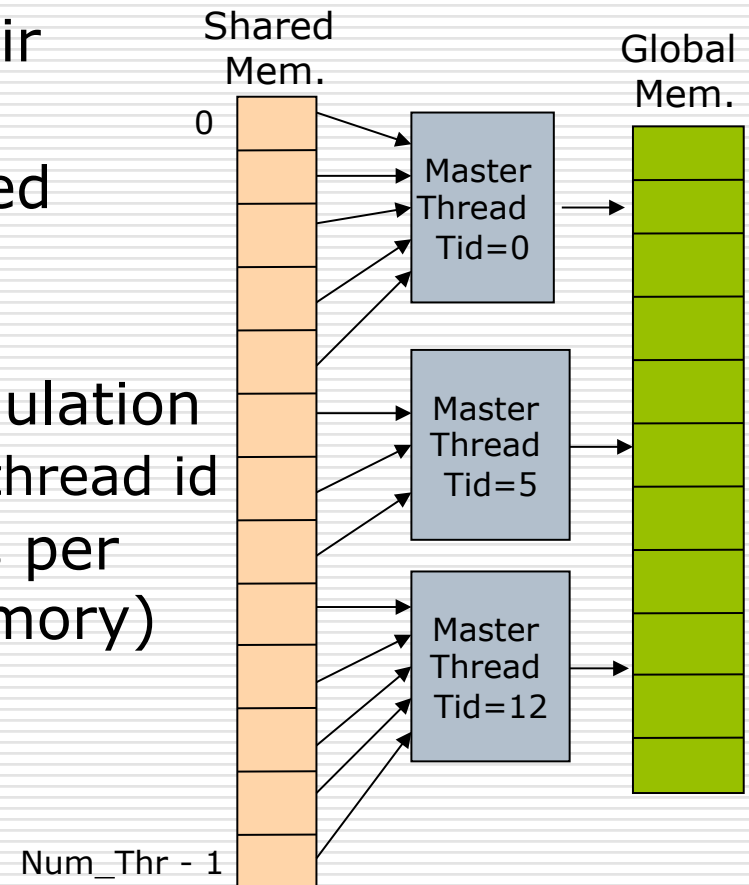 ir
ed
ulation
thread id
per
mory)
Shared
Mem.
0
Num_Thr - 1
Master
Thread
Tid=0
Master
Thread
Tid=5
Master
Thread
Tid=12
Global
Mem.